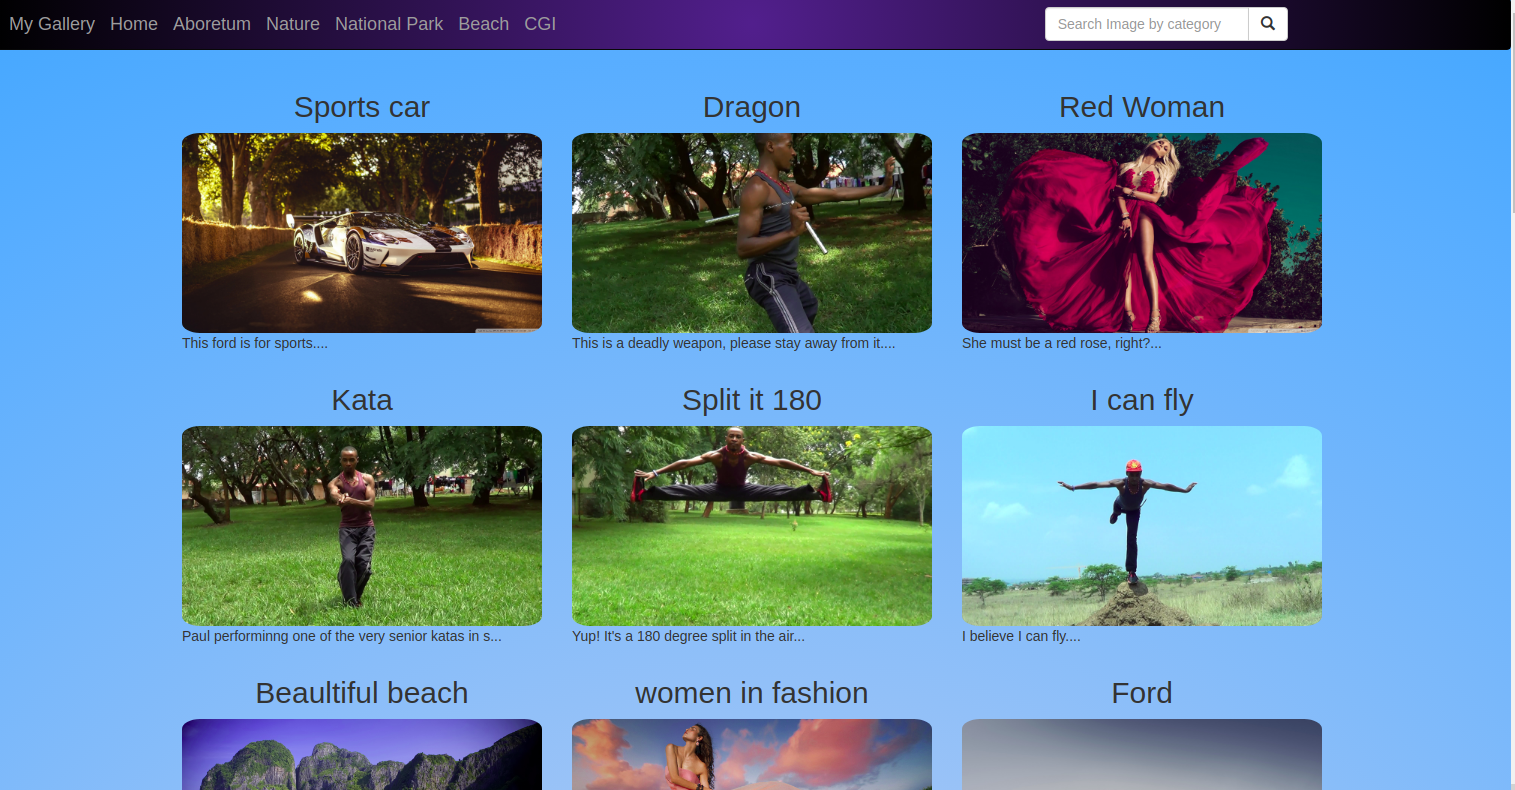 My Gallery Home Aboretum Nature National Park Beach CGI Search Image by category
Sports car
Dragon
Red Woman
This ford is for sports....
This is a deadly weapon, please stay away from it....
She must be a red rose, right?...
Kata
Split it 180
I can fly
Paul performinng one of the very senior katas in s...
Yup! It's a 180 degree split in the air...
I believe I can fly....
Beaultiful beach
women in fashion
Ford